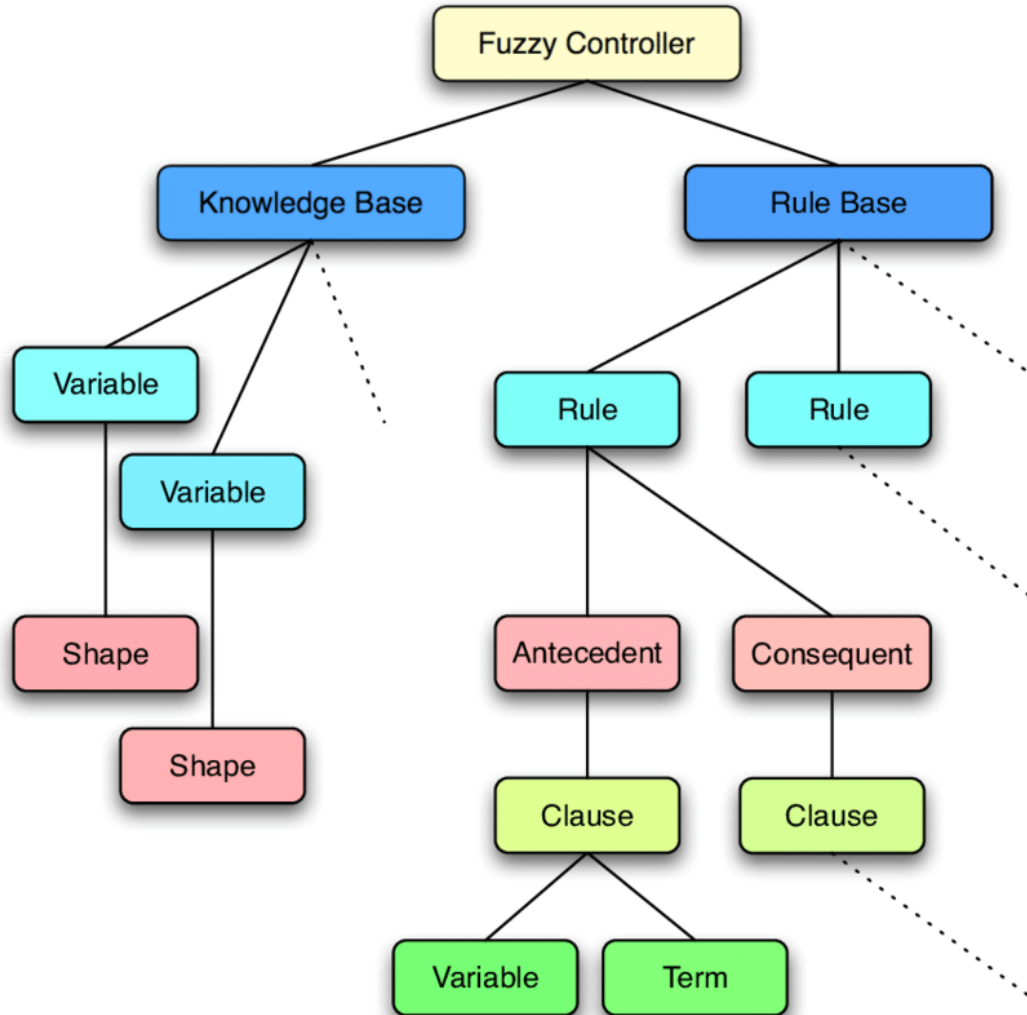 Fuzzy Controller
Knowledge Base
Rule Base
Variable
Rule
Rule
Variable
Shape
Antecedent
Consequent
Shape
Clause
Clause
Variable
Term